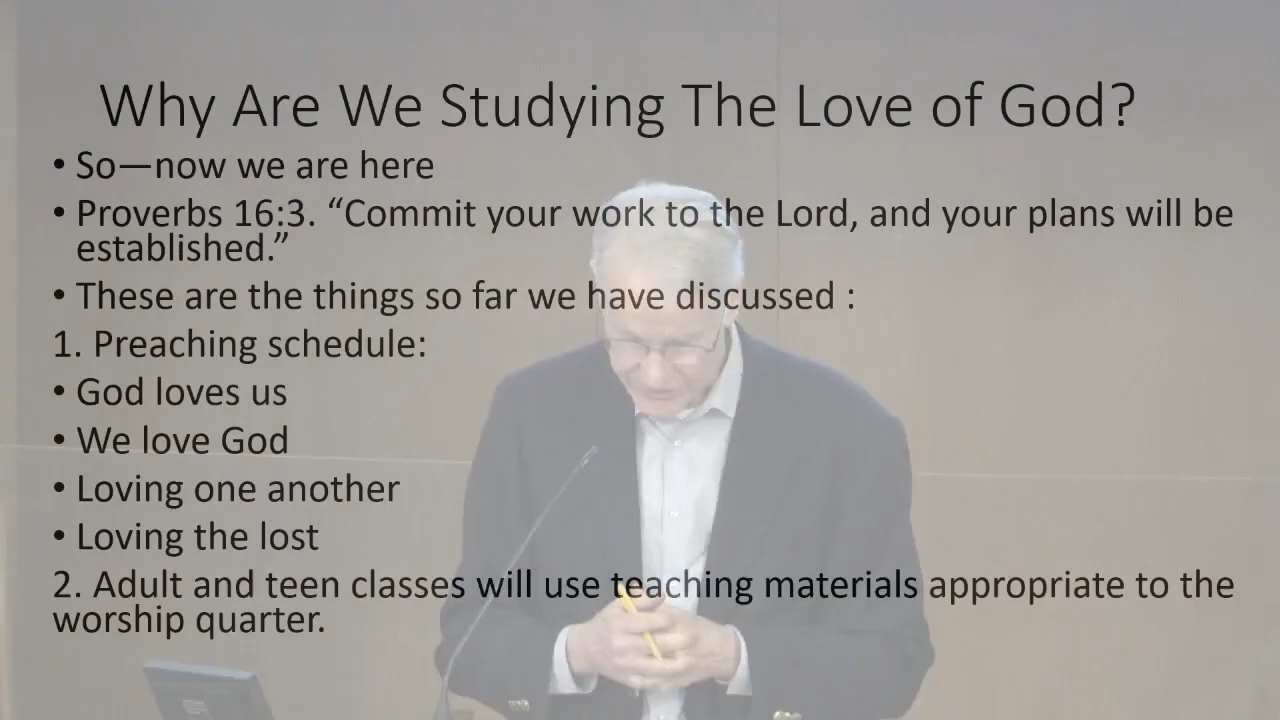 Why Are We Studying The Love of God?
• So—now we are here
• Proverbs 16:3. “Commit your work to the Lord, and your plans will be
established.”
• These are the things so far we have discussed :
1. Preaching schedule:
• God loves us
• We love God
• Loving one another
• Loving the lost
2. Adult and teen classes will use teaching materials appropriate to the
worship quarter.